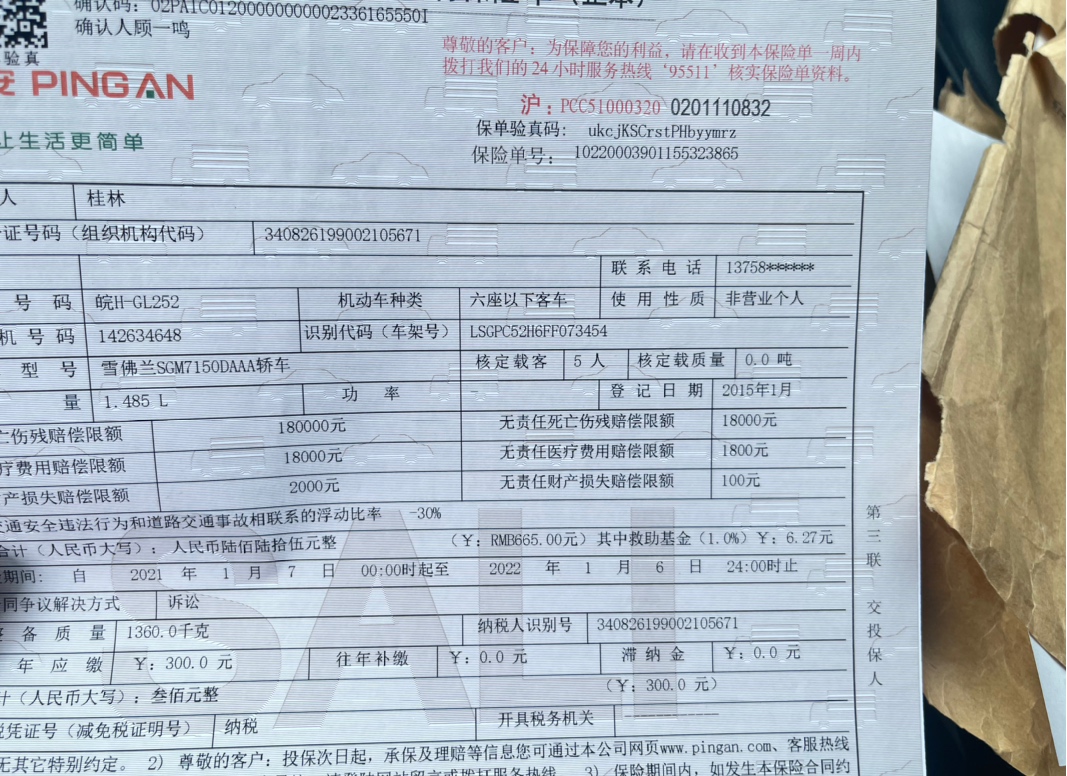 确认码：02PAIC012000000000023361655501
确认人顾一鸣
验真
安 PINGAN
让生活更简单
尊敬的客户：为保障您的利益，请在收到本保险单一周内
拨打我们的24小时服务热线‘95511’核实保险单资料。
沪：PCC51000320 0201110832
保单验真码： ukcjKSCrstPHbyymrz
保险单号： 10220003901155323865
人 桂林
证号码（组织机构代码） 340826199002105671
联系电话 13758******
号码 皖H-GL252 机动车种类 六座以下客车 使用性质 非营业个人
机号码 142634648 识别代码（车架号） LSGPC52H6FF073454
型号 雪佛兰SGM7150DAAA轿车 核定载客 5 人 核定载质量 0.0 吨
量 1.485 L 功率 - 登记日期 2015年1月
亡伤残赔偿限额 180000元 无责任死亡伤残赔偿限额 18000元
疗费用赔偿限额 18000元 无责任医疗费用赔偿限额 1800元
产损失赔偿限额 2000元 无责任财产损失赔偿限额 100元
交通安全违法行为和道路交通事故相联系的浮动比率 -30%
合计（人民币大写）：人民币陆佰陆拾伍元整 （￥：RMB665.00元）其中救助基金（1.0%）￥：6.27元
期间： 自 2021 年 1 月 7 日 00:00时起至 2022 年 1 月 6 日 24:00时止
同争议解决方式 诉讼
备质量 1360.0千克 纳税人识别号 340826199002105671
年应缴 ￥：300.0 元 往年补缴 ￥：0.0 元 滞纳金 ￥：0.0 元
计（人民币大写）：叁佰元整 （￥：300.0 元）
税凭证号（减免税证明号） 纳税 开具税务机关
无其它特别约定。 2） 尊敬的客户：投保次日起，承保及理赔等信息您可通过本公司网页www.pingan.com、客服热线
3） 保险期间内，如发生本保险合同约
第三联 交投保人
SALI